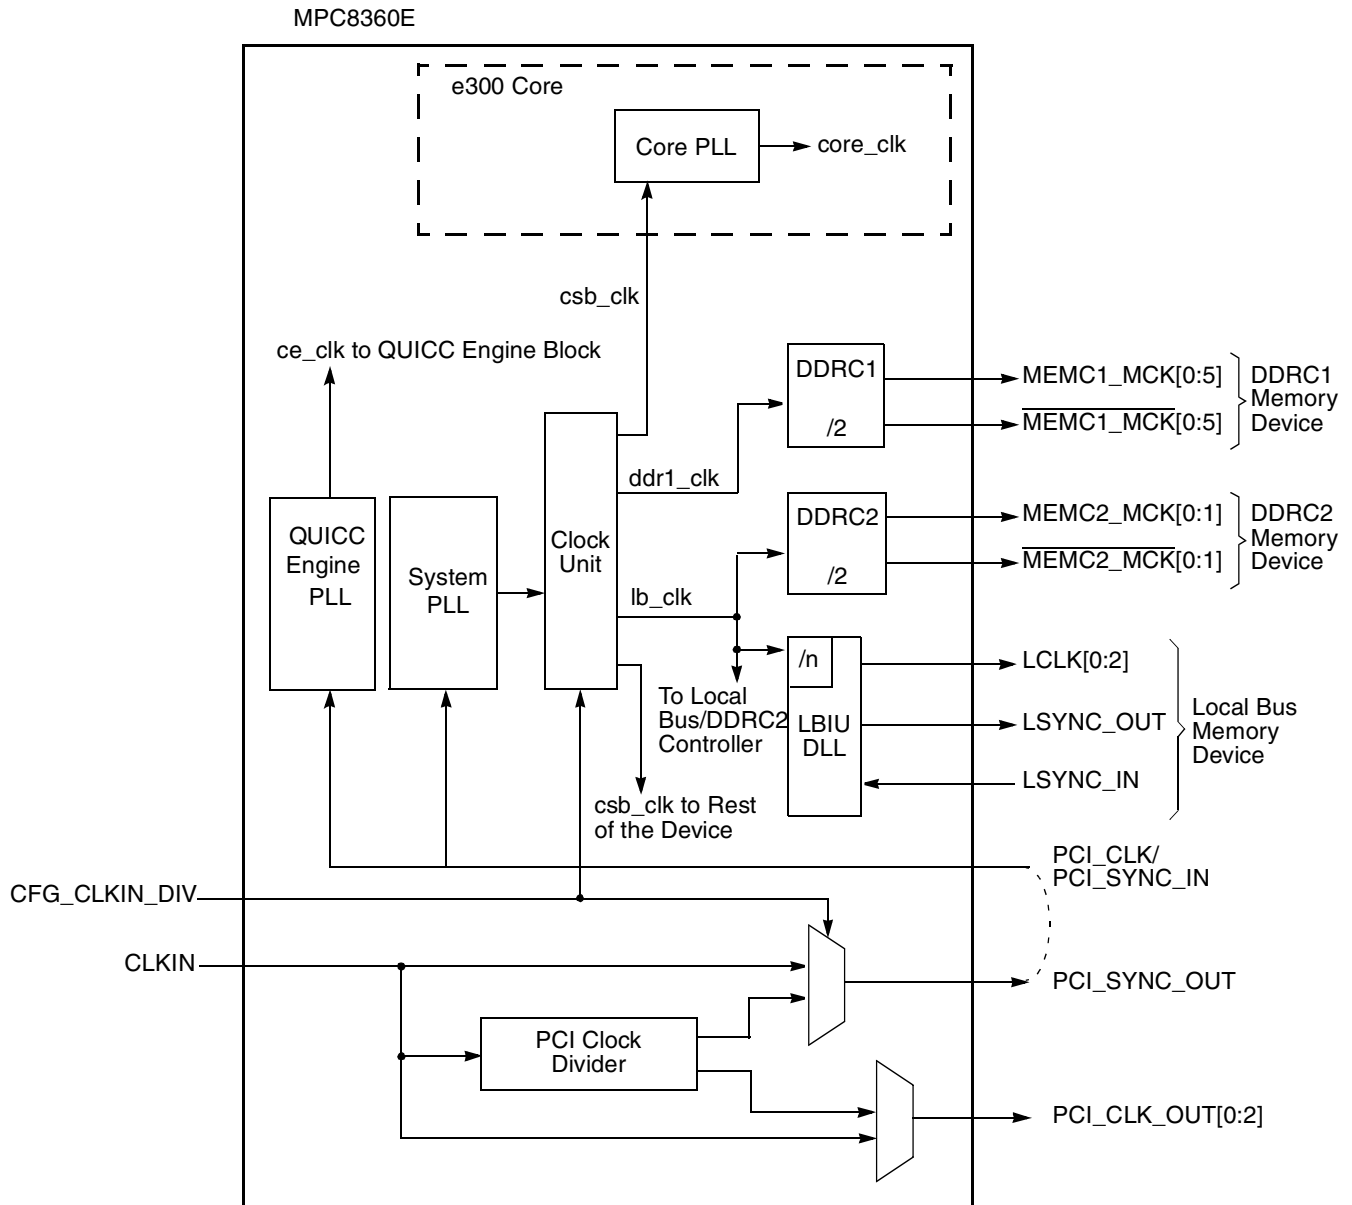 MPC8360E
e300 Core
Core PLL
core_clk
csb_clk
ce_clk to QUICC Engine Block
DDRC1
/2
MEMC1_MCK[0:5]
MEMC1_MCK[0:5]
DDRC1
Memory
Device
ddr1_clk
QUICC
Engine
PLL
System
PLL
Clock
Unit
DDRC2
/2
MEMC2_MCK[0:1]
MEMC2_MCK[0:1]
DDRC2
Memory
Device
lb_clk
/n
LBIU
DLL
To Local
Bus/DDRC2
Controller
LCLK[0:2]
LSYNC_OUT
LSYNC_IN
Local Bus
Memory
Device
csb_clk to Rest
of the Device
PCI_CLK/
PCI_SYNC_IN
CFG_CLKIN_DIV
CLKIN
PCI_SYNC_OUT
PCI Clock
Divider
PCI_CLK_OUT[0:2]